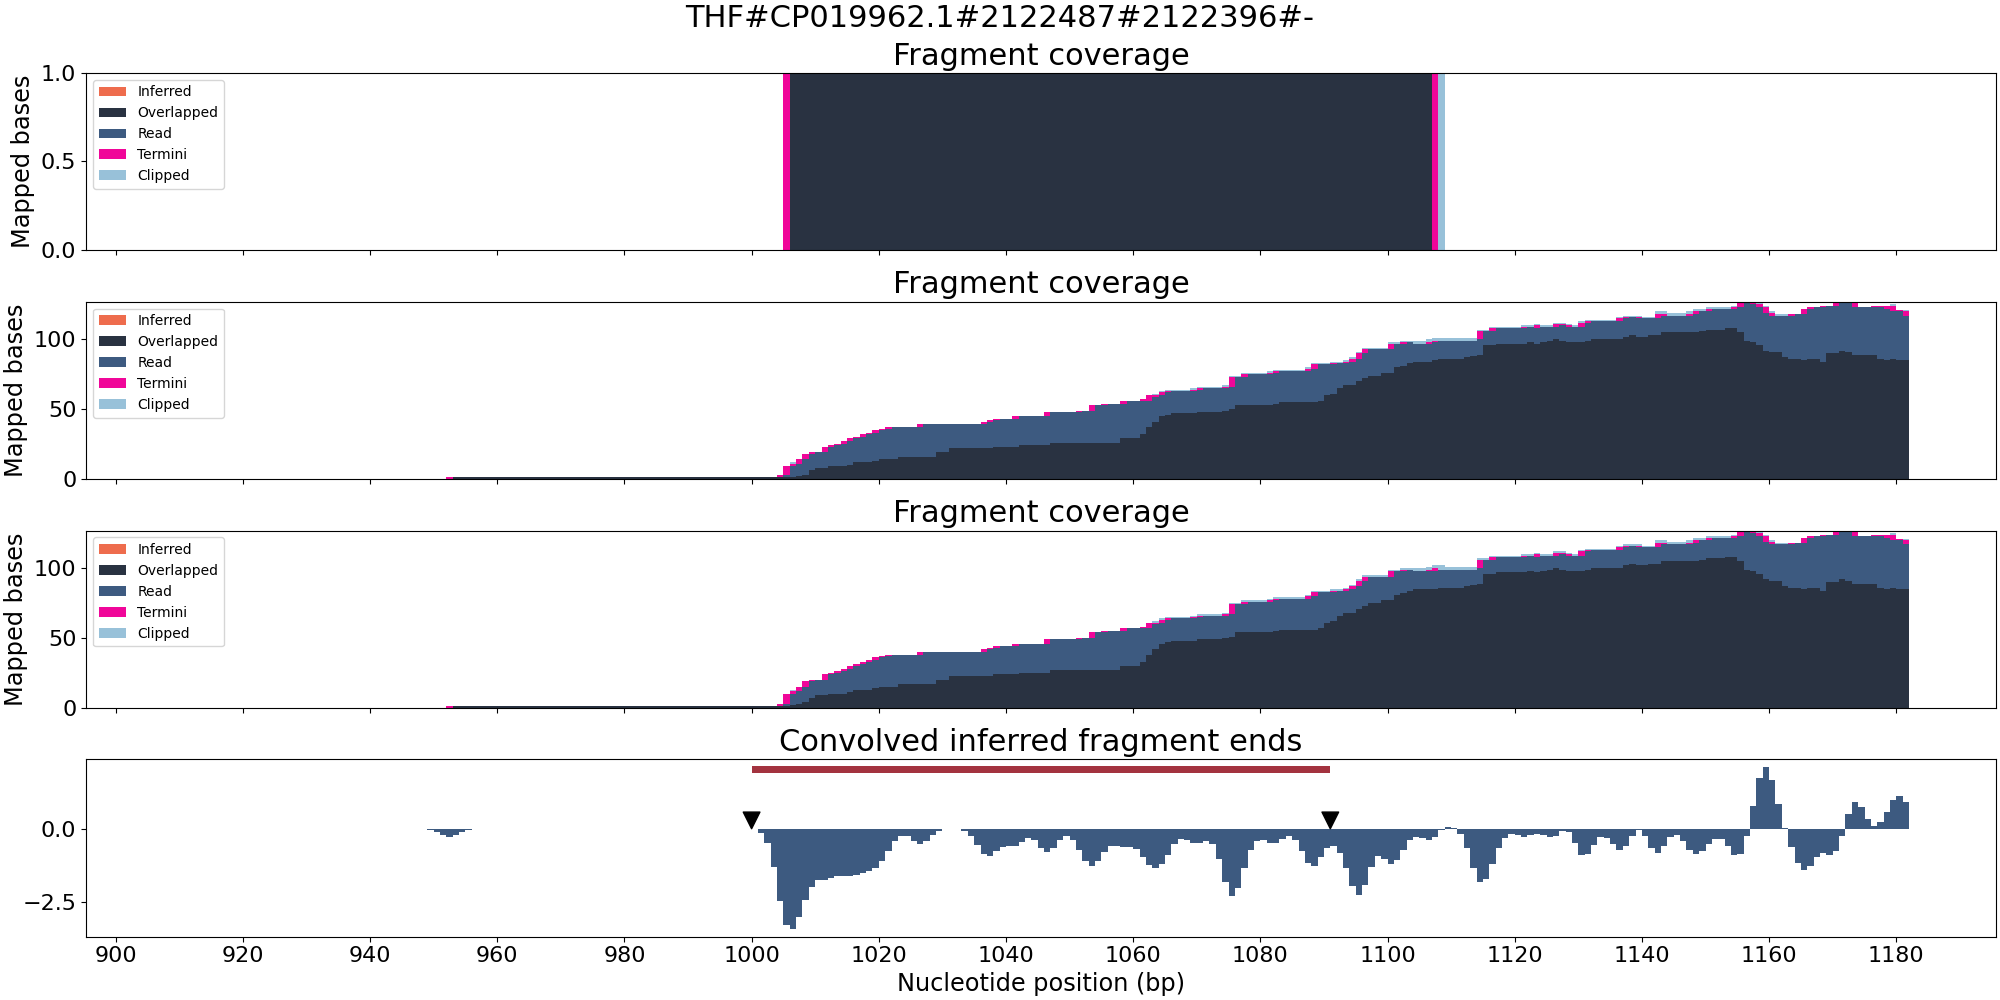 THF#CP019962.1#2122487#2122396#-
Fragment coverage
Mapped bases
1.0
0.5
0.0
Inferred
Overlapped
Read
Termini
Clipped
Fragment coverage
Mapped bases
100
50
0
Inferred
Overlapped
Read
Termini
Clipped
Fragment coverage
Mapped bases
100
50
0
Inferred
Overlapped
Read
Termini
Clipped
Convolved inferred fragment ends
0.0
−2.5
900 920 940 960 980 1000 1020 1040 1060 1080 1100 1120 1140 1160 1180
Nucleotide position (bp)